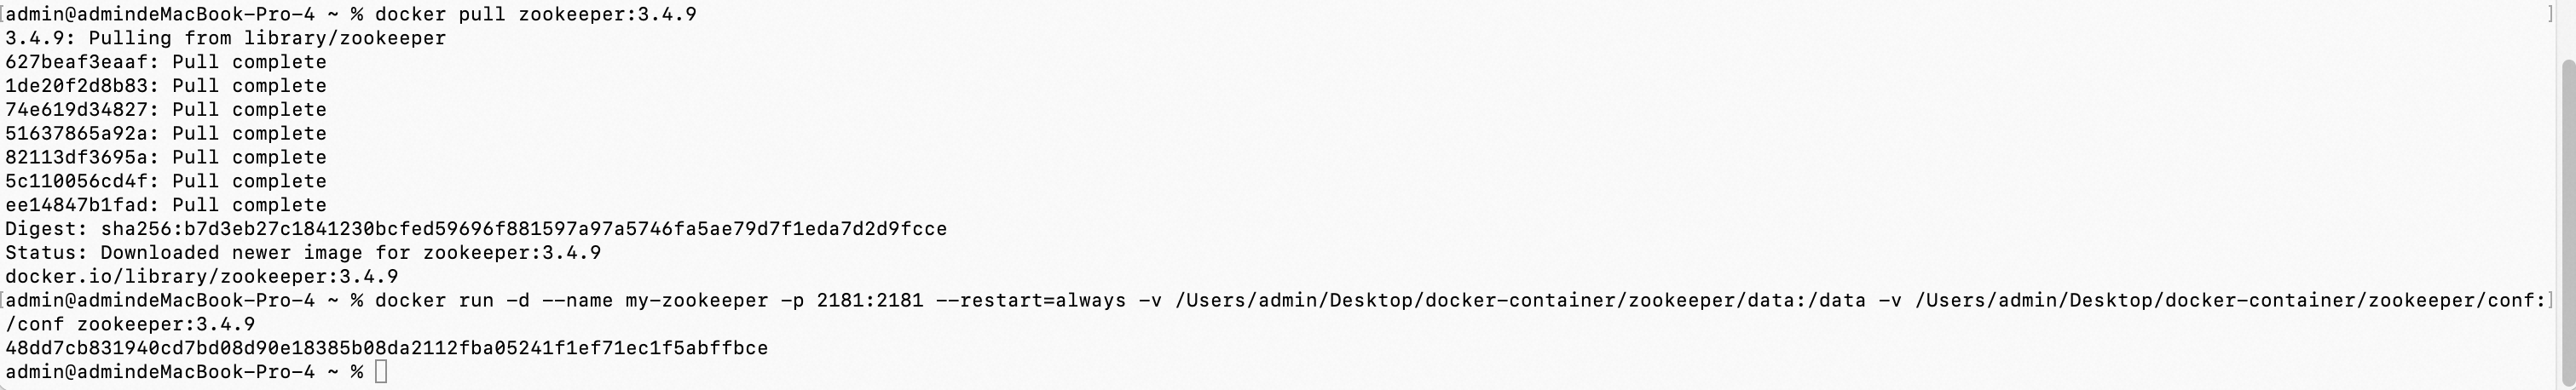 admin@admindeMacBook-Pro-4 ~ % docker pull zookeeper:3.4.9
3.4.9: Pulling from library/zookeeper
627beaf3eaaf: Pull complete
1de20f2d8b83: Pull complete
74e619d34827: Pull complete
51637865a92a: Pull complete
82113df3695a: Pull complete
5c110056cd4f: Pull complete
ee14847b1fad: Pull complete
Digest: sha256:b7d3eb27c1841230bcfed59696f881597a97a5746fa5ae79d7f1eda7d2d9fcce
Status: Downloaded newer image for zookeeper:3.4.9
docker.io/library/zookeeper:3.4.9
admin@admindeMacBook-Pro-4 ~ % docker run -d --name my-zookeeper -p 2181:2181 --restart=always -v /Users/admin/Desktop/docker-container/zookeeper/data:/data -v /Users/admin/Desktop/docker-container/zookeeper/conf:
/conf zookeeper:3.4.9
48dd7cb831940cd7bd08d90e18385b08da2112fba05241f1ef71ec1f5abffbce
admin@admindeMacBook-Pro-4 ~ %